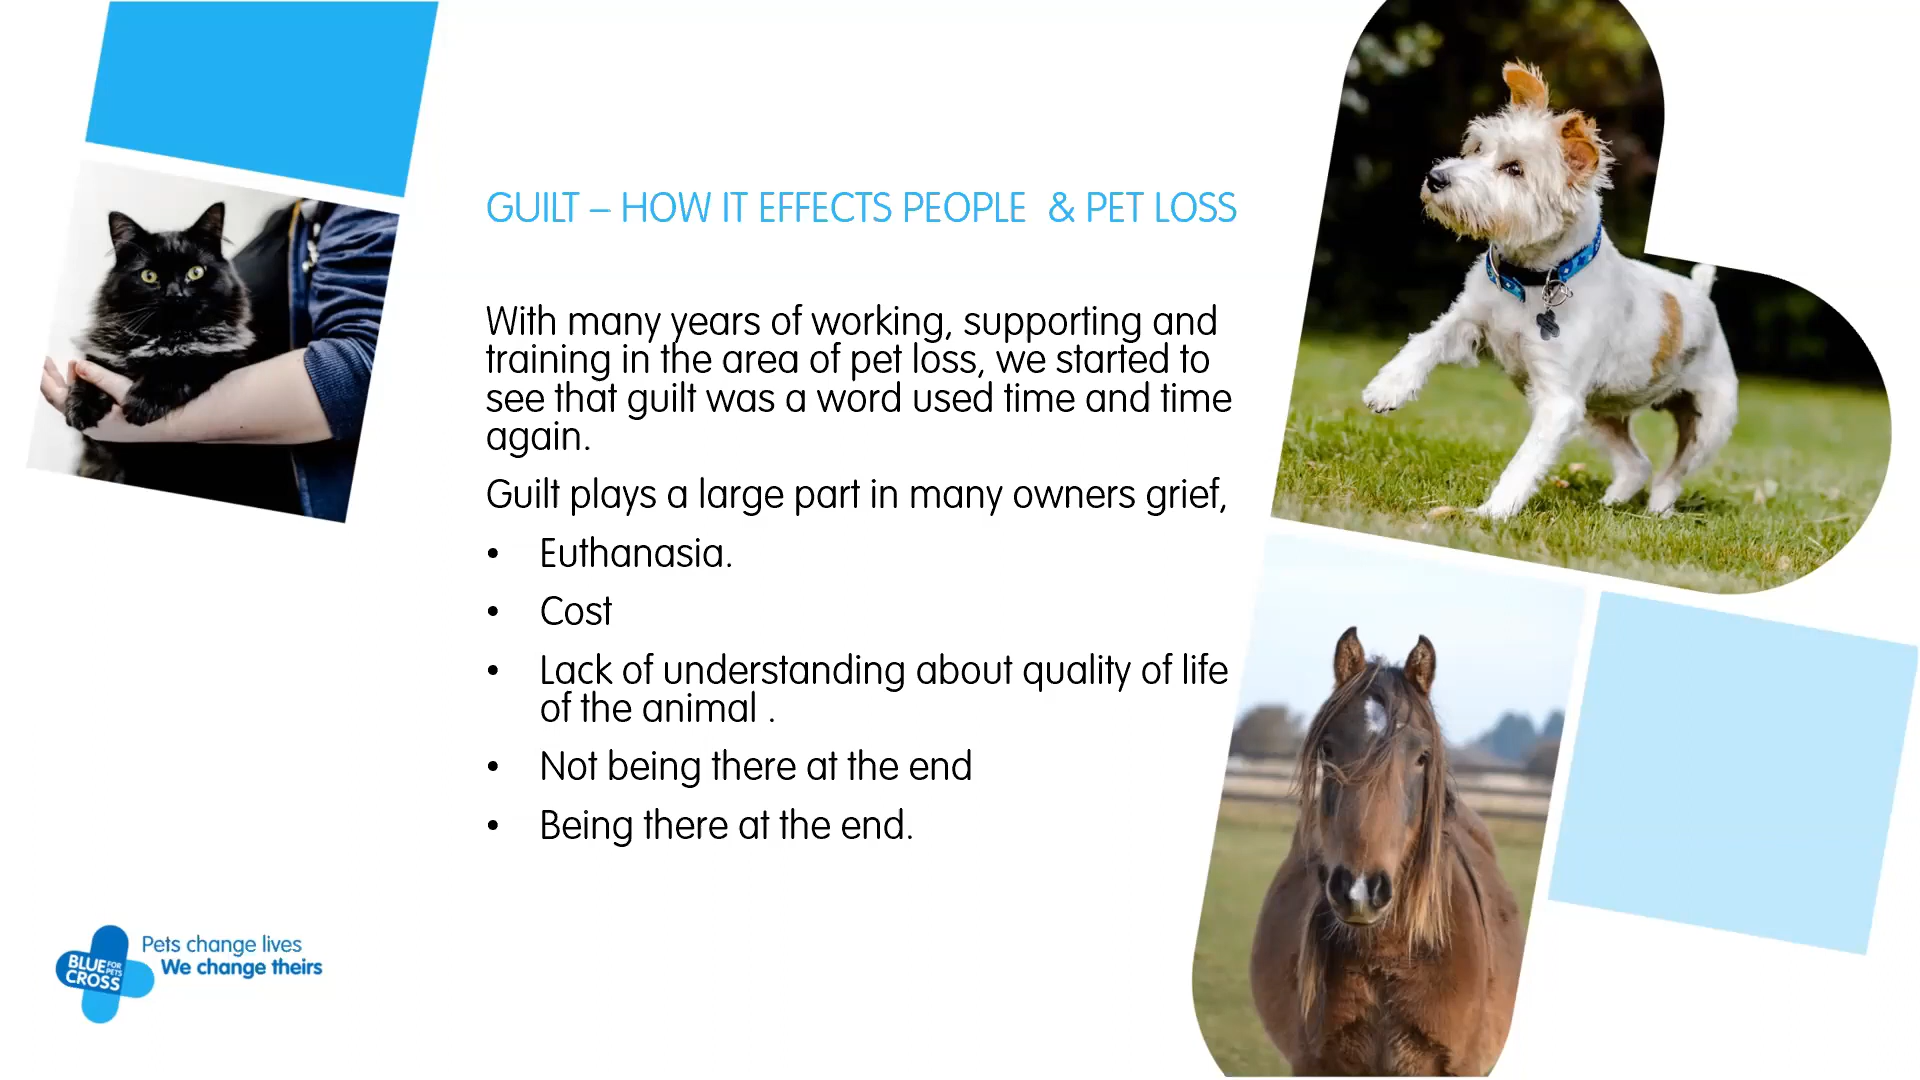 GUILT – HOW IT EFFECTS PEOPLE  & PET LOSS
With many years of working, supporting and
training in the area of pet loss, we started to
see that guilt was a word used time and time
again.
Guilt plays a large part in many owners grief,
• Euthanasia.
• Cost
• Lack of understanding about quality of life
of the animal .
• Not being there at the end
• Being there at the end.
Pets change lives
We change theirs
BLUE FOR PETS
CROSS